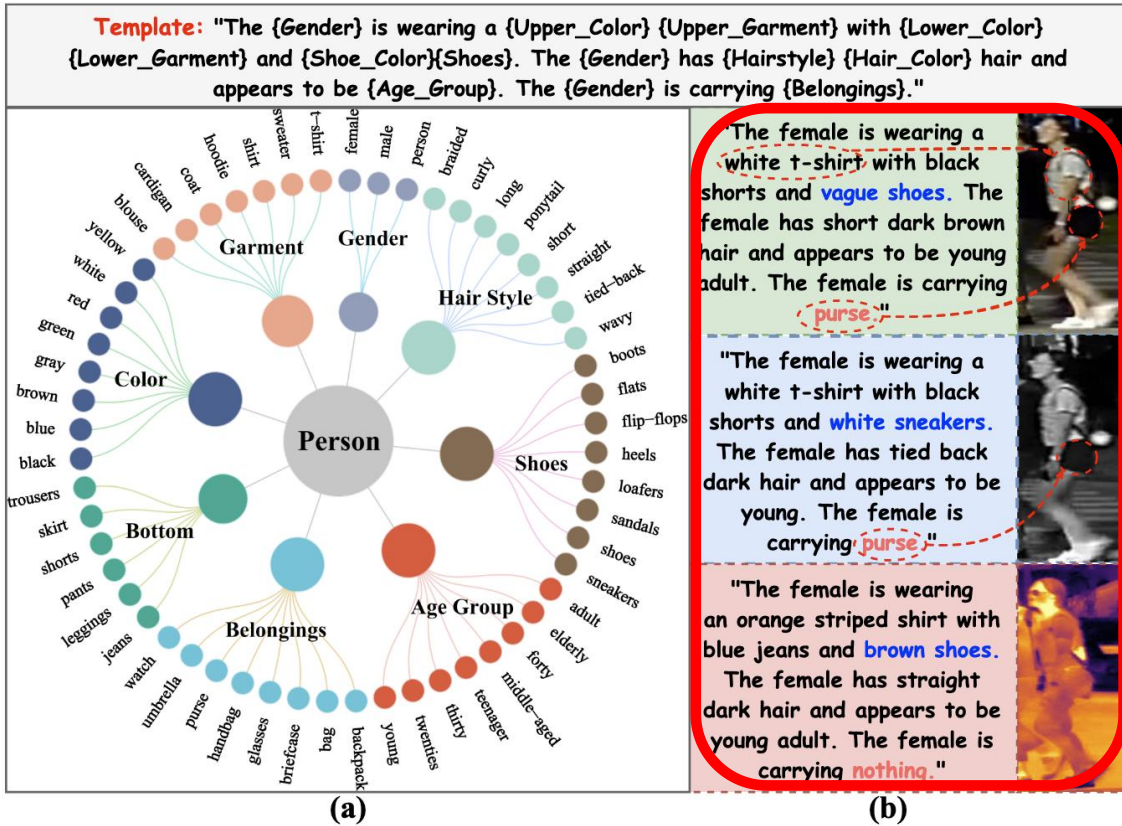 Template: "The {Gender} is wearing a {Upper_Color} {Upper_Garment} with {Lower_Color}
{Lower_Garment} and {Shoe_Color}{Shoes}. The {Gender} has {Hairstyle} {Hair_Color} hair and
appears to be {Age_Group}. The {Gender} is carrying {Belongings}."
Person
Garment
blouse
cardigan
coat
hoodie
shirt
sweater
t-shirt
Gender
female
male
person
Hair Style
braided
curly
long
ponytail
short
straight
tied-back
wavy
Shoes
boots
flats
flip-flops
heels
loafers
sandals
shoes
sneakers
Age Group
adult
elderly
forty
middle-aged
teenager
thirty
twenties
young
Belongings
backpack
bag
briefcase
glasses
handbag
purse
umbrella
watch
Bottom
jeans
leggings
pants
shorts
skirt
trousers
Color
black
blue
brown
gray
green
red
white
yellow
(a)
"The female is wearing a
white t-shirt with black
shorts and vague shoes. The
female has short dark brown
hair and appears to be young
adult. The female is carrying
purse."
"The female is wearing a
white t-shirt with black
shorts and white sneakers.
The female has tied back
dark hair and appears to be
young. The female is
carrying purse."
"The female is wearing
an orange striped shirt with
blue jeans and brown shoes.
The female has straight
dark hair and appears to be
young adult. The female is
carrying nothing."
(b)